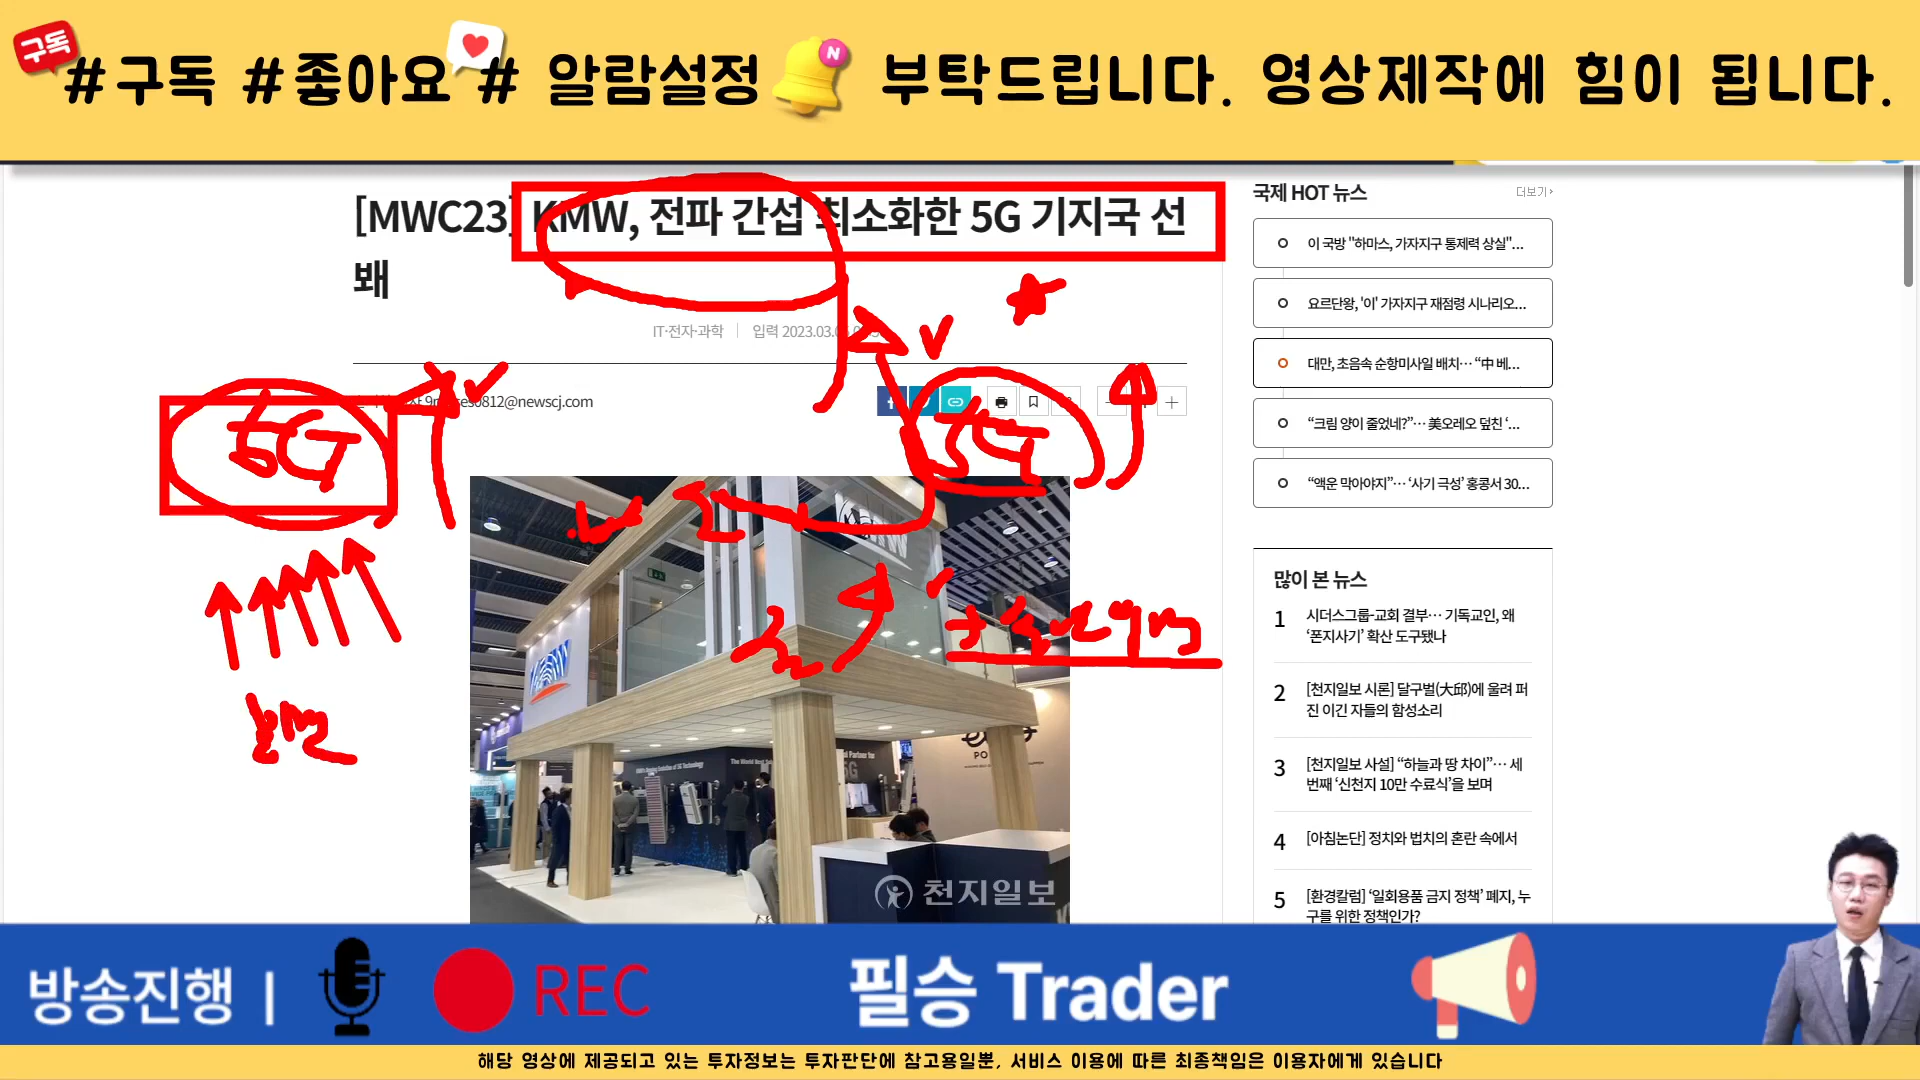 구독
#구독 #좋아요 # 알람설정 N 부탁드립니다. 영상제작에 힘이 됩니다.
[MWC23] KMW, 전파 간섭 최소화한 5G 기지국 선
봬
IT·전자·과학 입력 2023.03.
0812@newscj.com
5G
5G
KMW
5G
천지일보
국제 HOT 뉴스
더보기
이 국방 "하마스, 가자지구 통제력 상실"...
요르단왕, '이' 가자지구 재점령 시나리오...
대만, 초음속 순항미사일 배치… “中 베...
“크림 양이 줄었네?”… 美오레오 덮친 ‘...
“액운 막아야지”… ‘사기 극성’ 홍콩서 30...
많이 본 뉴스
1 시더스그룹-교회 결부… 기독교인, 왜
‘폰지사기’ 확산 도구됐나
2 [천지일보 시론] 달구벌(大邱)에 울려 퍼
진 이긴 자들의 함성소리
3 [천지일보 사설] “하늘과 땅 차이”… 세
번째 ‘신천지 10만 수료식’을 보며
4 [아침논단] 정치와 법치의 혼란 속에서
5 [환경칼럼] ‘일회용품 금지 정책’ 폐지, 누
구를 위한 정책인가?
방송진행 | REC 필승 Trader
해당 영상에 제공되고 있는 투자정보는 투자판단에 참고용일뿐, 서비스 이용에 따른 최종책임은 이용자에게 있습니다